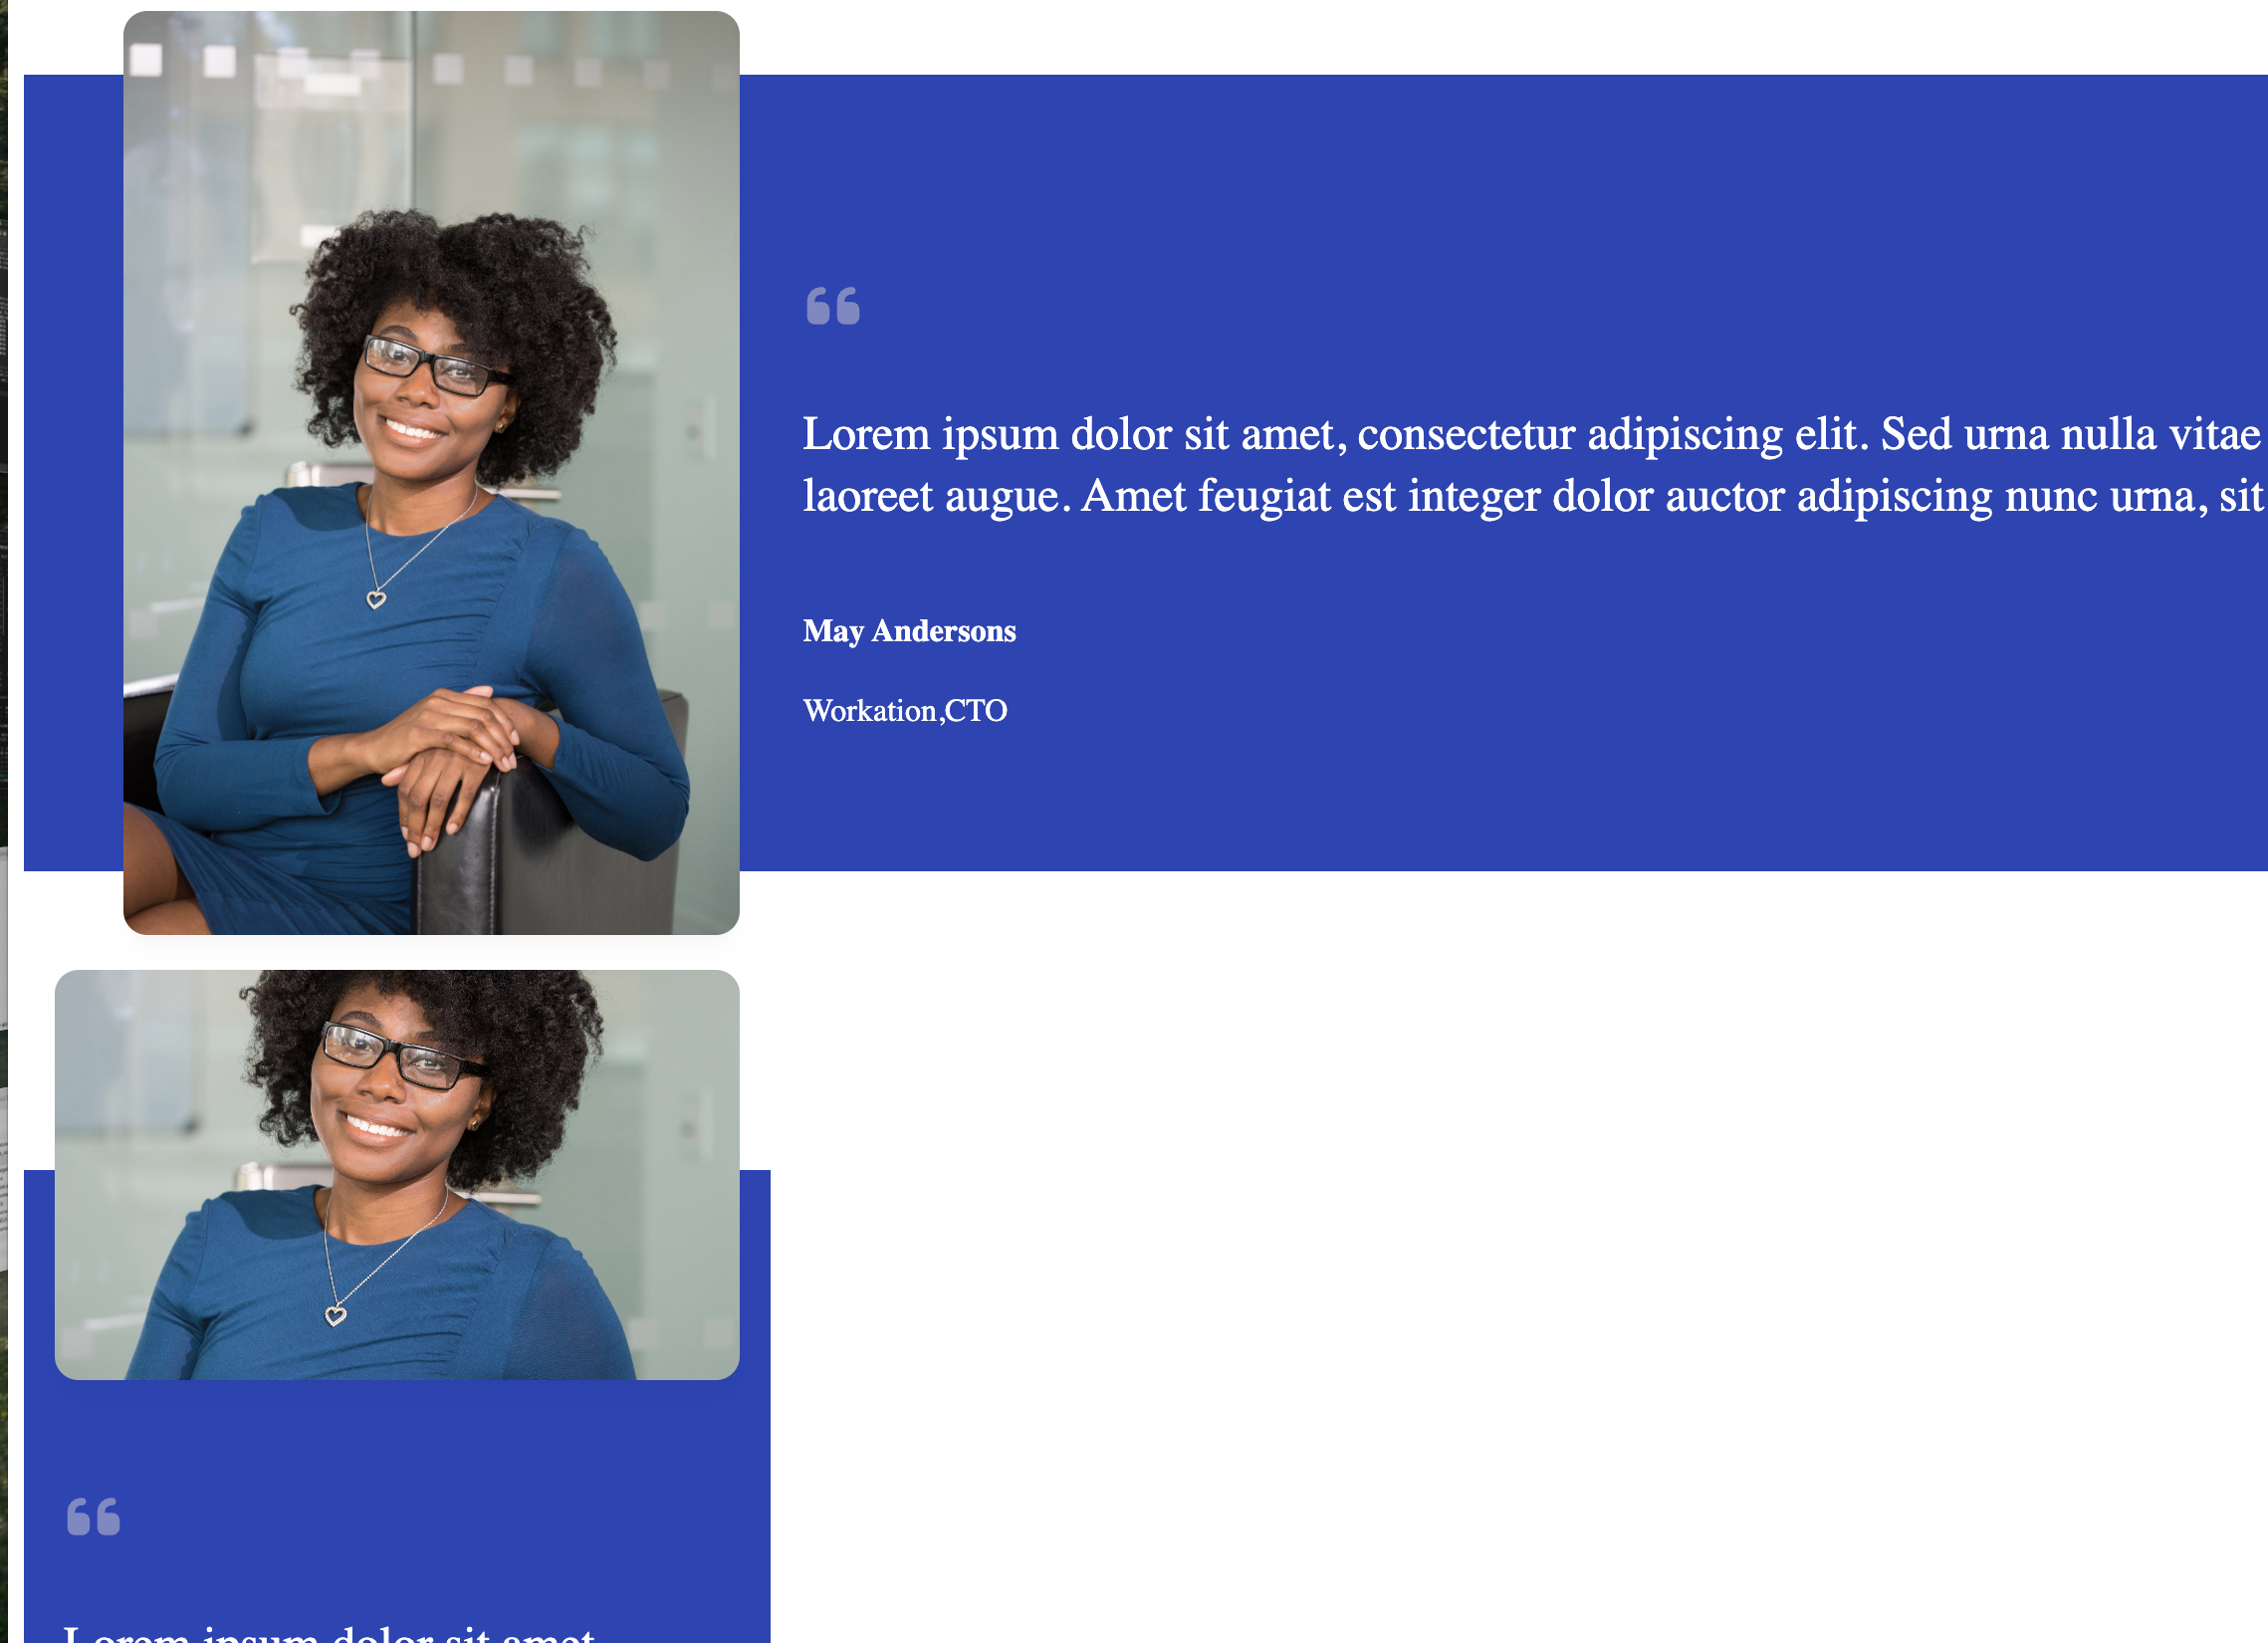 “
Lorem ipsum dolor sit amet, consectetur adipiscing elit. Sed urna nulla vitae
laoreet augue. Amet feugiat est integer dolor auctor adipiscing nunc urna, sit
May Andersons
Workation,CTO
“
Lorem ipsum dolor sit amet